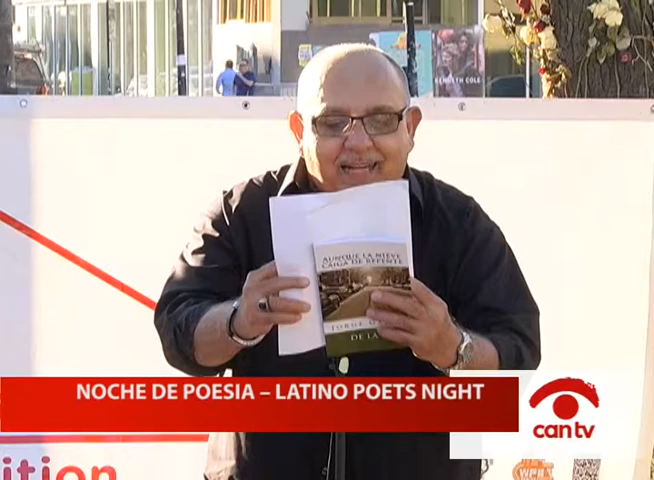 KENNETH COLE
AUNQUE LA NIEVE
CAIGA DE REPENTE
JORGE
DE LA
NOCHE DE POESIA – LATINO POETS NIGHT
can tv
ition